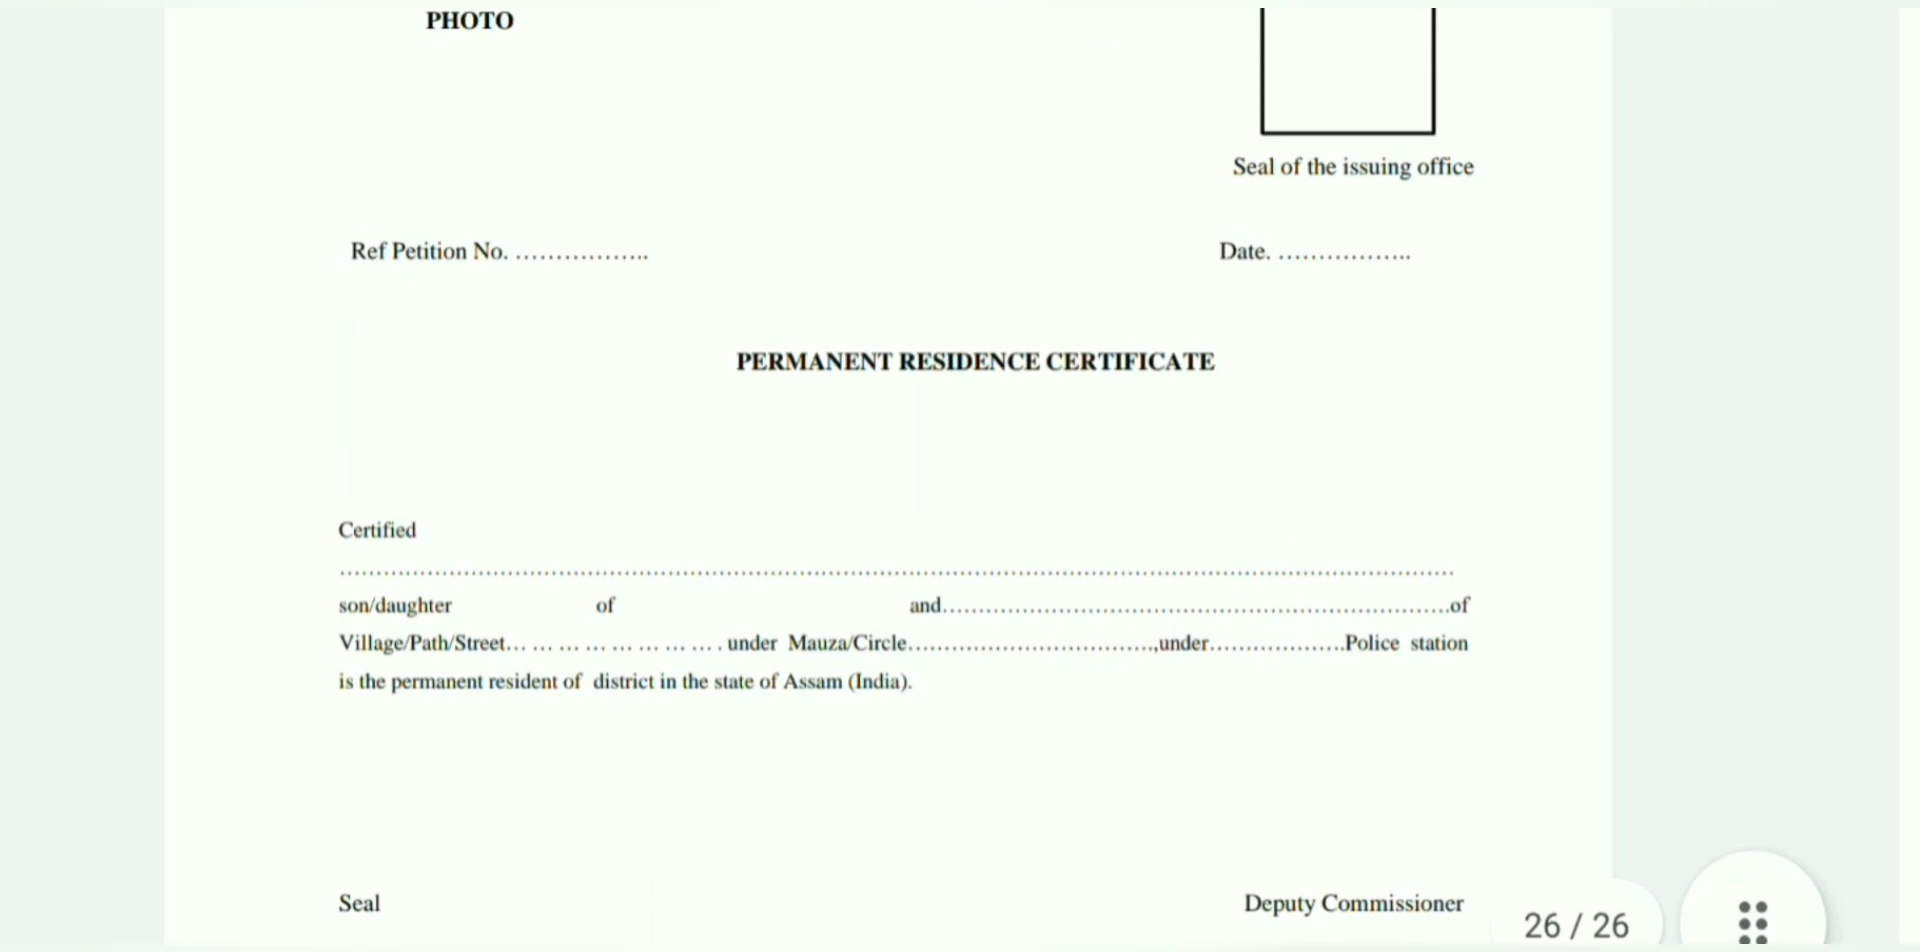 PHOTO
Seal of the issuing office
Ref Petition No. ……………..
Date. ……………..
PERMANENT RESIDENCE CERTIFICATE
Certified
……………………………………………………………………………………………………………………………………
son/daughter of and…………………………………………………………….of
Village/Path/Street… … … … … … … … . under Mauza/Circle……………………………,under……………….Police station
is the permanent resident of district in the state of Assam (India).
Seal
Deputy Commissioner
26 / 26